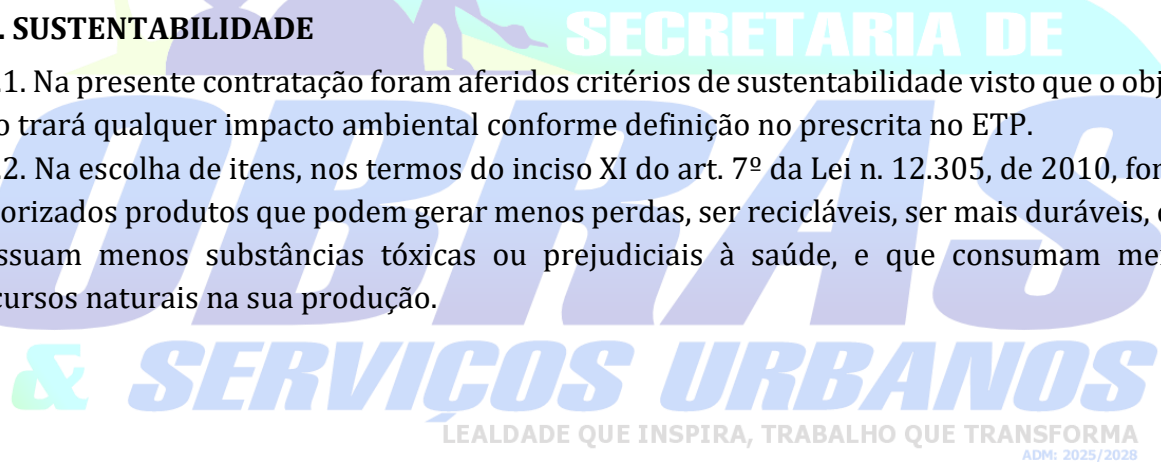 . SUSTENTABILIDADE
SECRETARIA DE
.1. Na presente contratação foram aferidos critérios de sustentabilidade visto que o obj
o trará qualquer impacto ambiental conforme definição no prescrita no ETP.
.2. Na escolha de itens, nos termos do inciso XI do art. 7º da Lei n. 12.305, de 2010, for
orizados produtos que podem gerar menos perdas, ser recicláveis, ser mais duráveis,
ssuam menos substâncias tóxicas ou prejudiciais à saúde, e que consumam me
cursos naturais na sua produção.
OBRAS
& SERVIÇOS URBANOS
LEALDADE QUE INSPIRA, TRABALHO QUE TRANSFORMA
ADM: 2025/2028